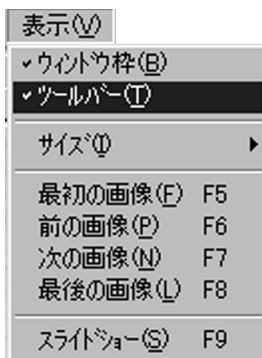 表示(V)
ウィンドウ枠(B)
ツールバー(T)
サイズ(I)
最初の画像(F) F5
前の画像(P) F6
次の画像(N) F7
最後の画像(L) F8
スライドショー(S) F9